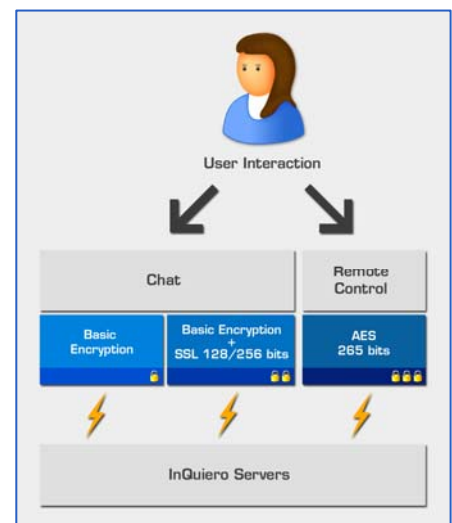 User Interaction
Chat
Remote
Control
Basic
Encryption
Basic Encryption
+
SSL 128/256 bits
AES
265 bits
InQuiero Servers